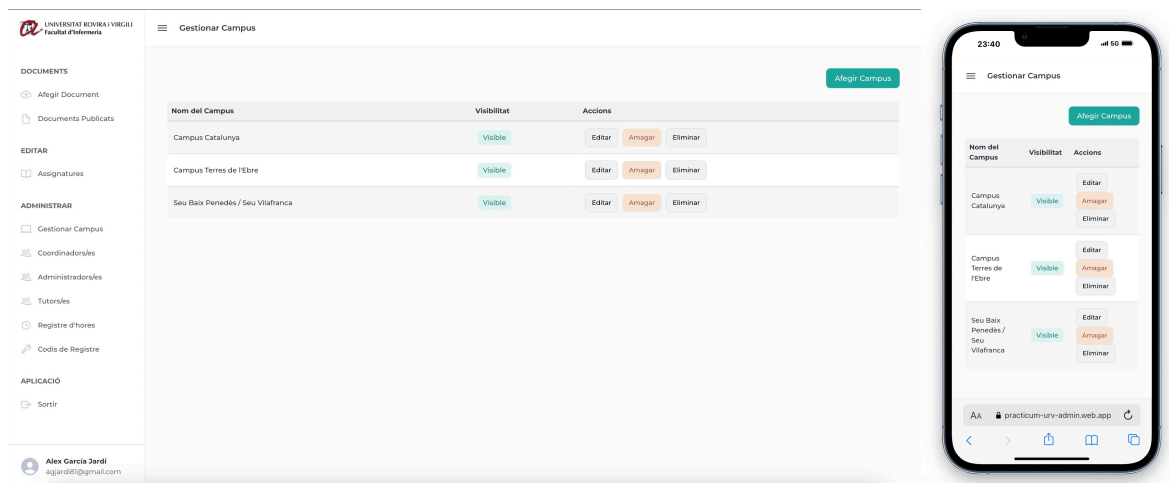 UNIVERSITAT ROVIRA i VIRGILI
Facultat d'Infermeria
Gestionar Campus
DOCUMENTS
Afegir Document
Documents Publicats
EDITAR
Assignatures
ADMINISTRAR
Gestionar Campus
Coordinadors/es
Administradors/es
Tutors/es
Registre d'hores
Codis de Registre
APLICACIÓ
Sortir
Alex García Jardí
agjardi81@gmail.com
Afegir Campus
Nom del Campus Visibilitat Accions
Campus Catalunya Visible Editar Amagar Eliminar
Campus Terres de l'Ebre Visible Editar Amagar Eliminar
Seu Baix Penedès / Seu Vilafranca Visible Editar Amagar Eliminar
23:40 5G
Gestionar Campus
Afegir Campus
Nom del
Campus
Visibilitat
Accions
Campus
Catalunya
Visible
Editar
Amagar
Eliminar
Campus
Terres de
l'Ebre
Visible
Editar
Amagar
Eliminar
Seu Baix
Penedès /
Seu
Vilafranca
Visible
Editar
Amagar
Eliminar
AA practicum-urv-admin.web.app